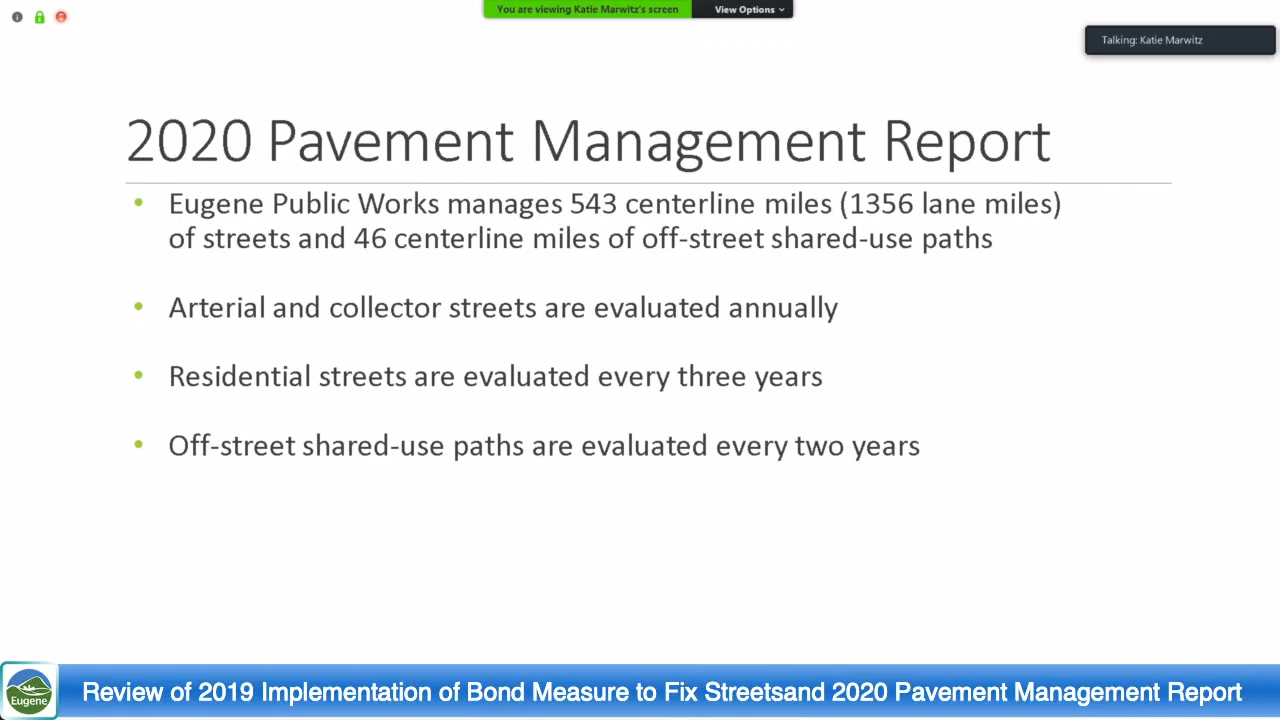 You are viewing Katie Marwitz's screen
View Options
Talking: Katie Marwitz
2020 Pavement Management Report
• Eugene Public Works manages 543 centerline miles (1356 lane miles)
of streets and 46 centerline miles of off-street shared-use paths
• Arterial and collector streets are evaluated annually
• Residential streets are evaluated every three years
• Off-street shared-use paths are evaluated every two years
Eugene
Review of 2019 Implementation of Bond Measure to Fix Streetsand 2020 Pavement Management Report